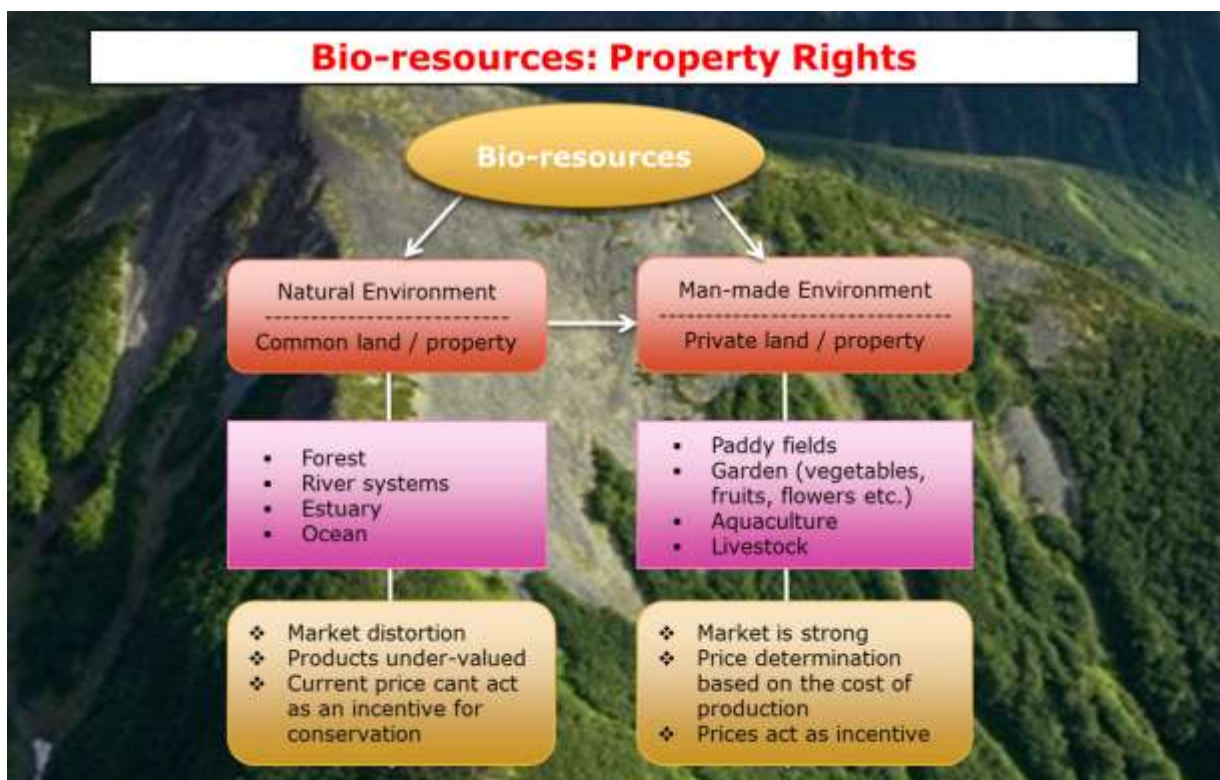 Bio-resources: Property Rights
Bio-resources
Natural Environment
---------------------------
Common land / property
Man-made Environment
------------------------------
Private land / property
▪ Forest
▪ River systems
▪ Estuary
▪ Ocean
▪ Paddy fields
▪ Garden (vegetables,
fruits, flowers etc.)
▪ Aquaculture
▪ Livestock
❖ Market distortion
❖ Products under-valued
❖ Current price cant act
as an incentive for
conservation
❖ Market is strong
❖ Price determination
based on the cost of
production
❖ Prices act as incentive